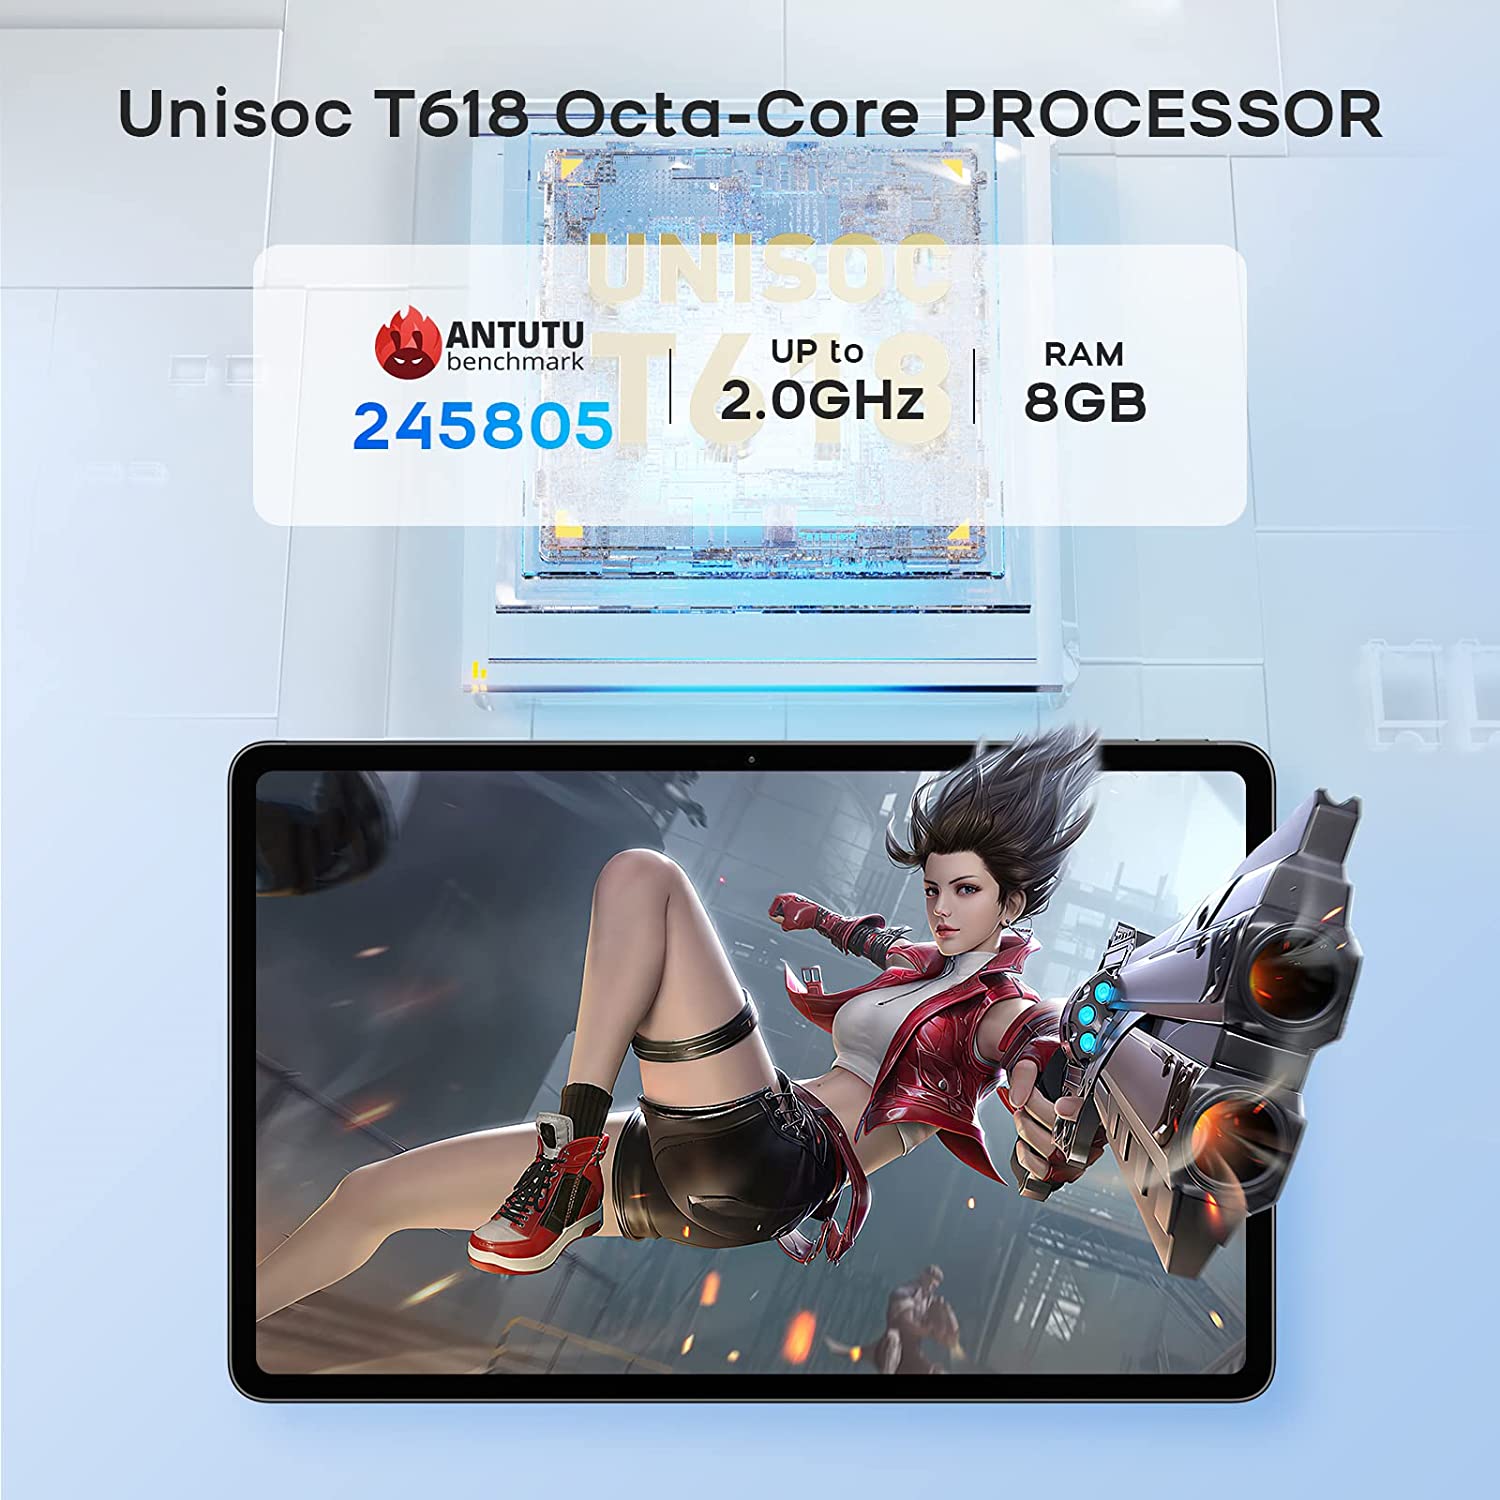 Unisoc T618 Octa-Core PROCESSOR
UNISOC
T618
ANTUTU
benchmark
245805
UP to
2.0GHz
RAM
8GB